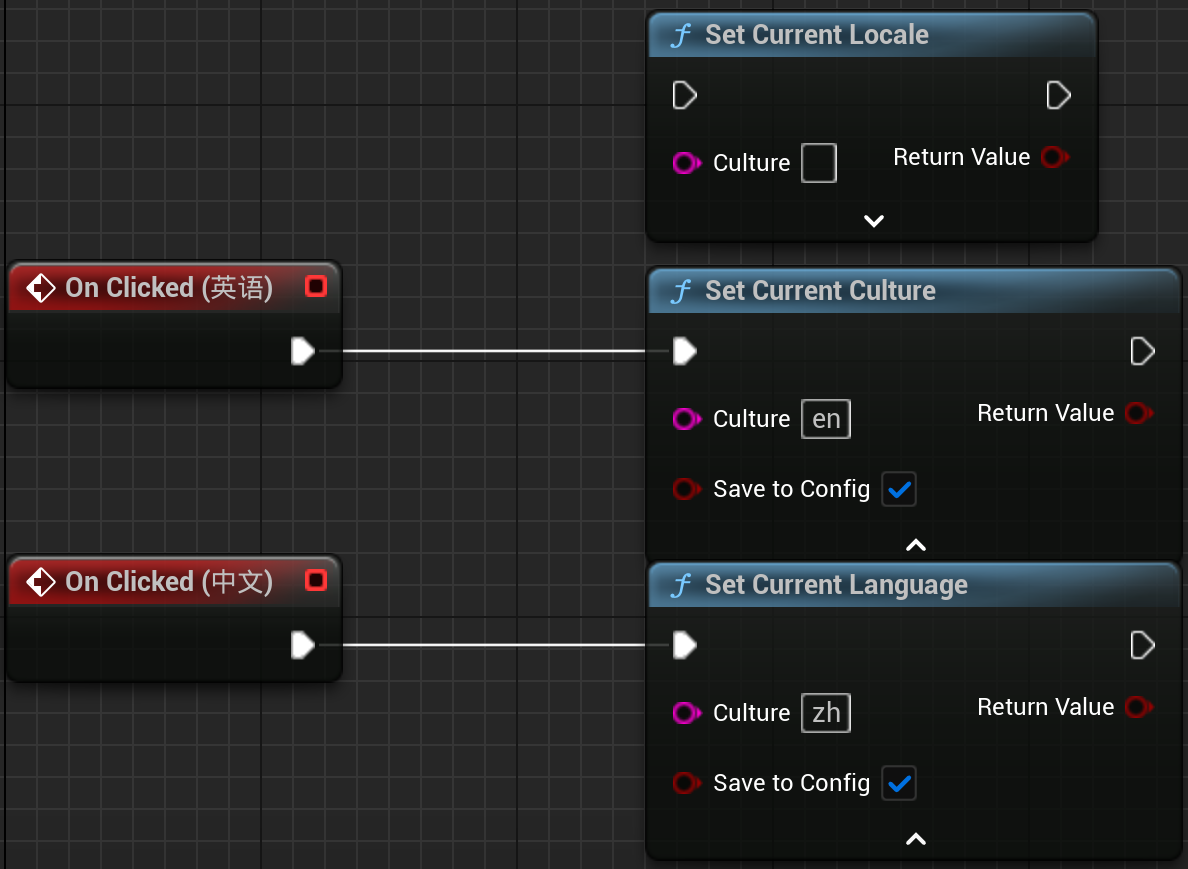 f Set Current Locale
Culture
Return Value
On Clicked (英语)
f Set Current Culture
Culture en
Return Value
Save to Config
On Clicked (中文)
f Set Current Language
Culture zh
Return Value
Save to Config